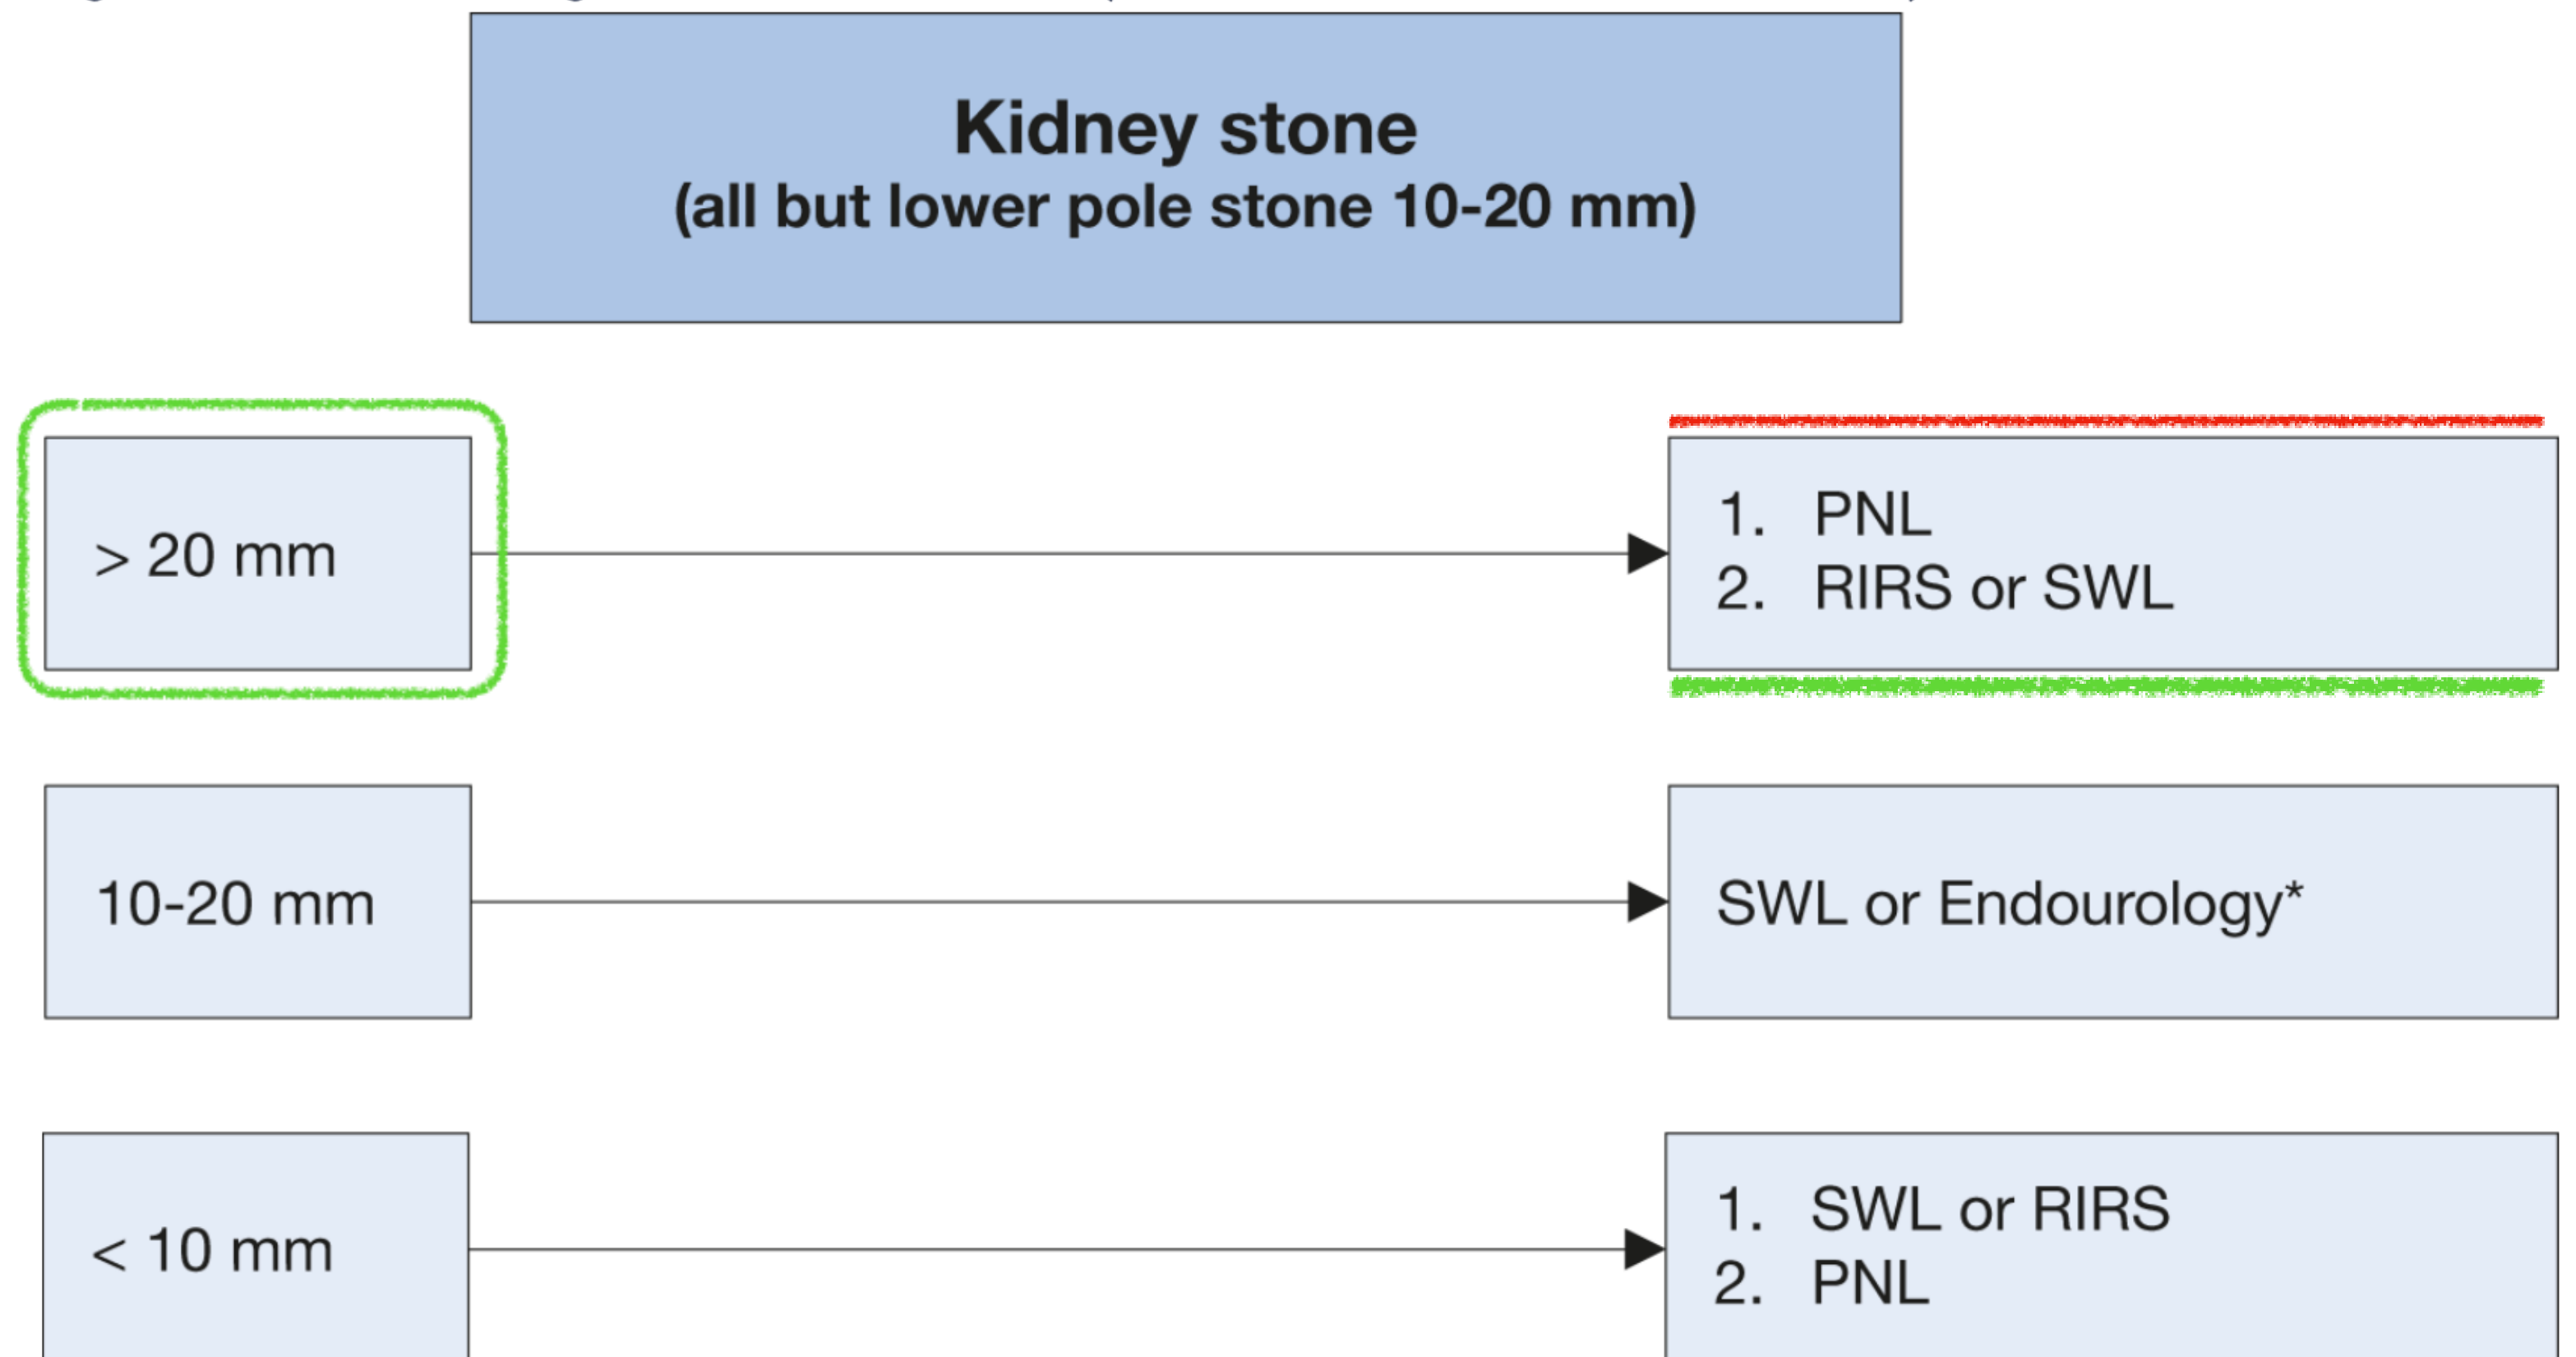 Kidney stone
(all but lower pole stone 10-20 mm)
> 20 mm
1. PNL
2. RIRS or SWL
10-20 mm
SWL or Endourology*
< 10 mm
1. SWL or RIRS
2. PNL